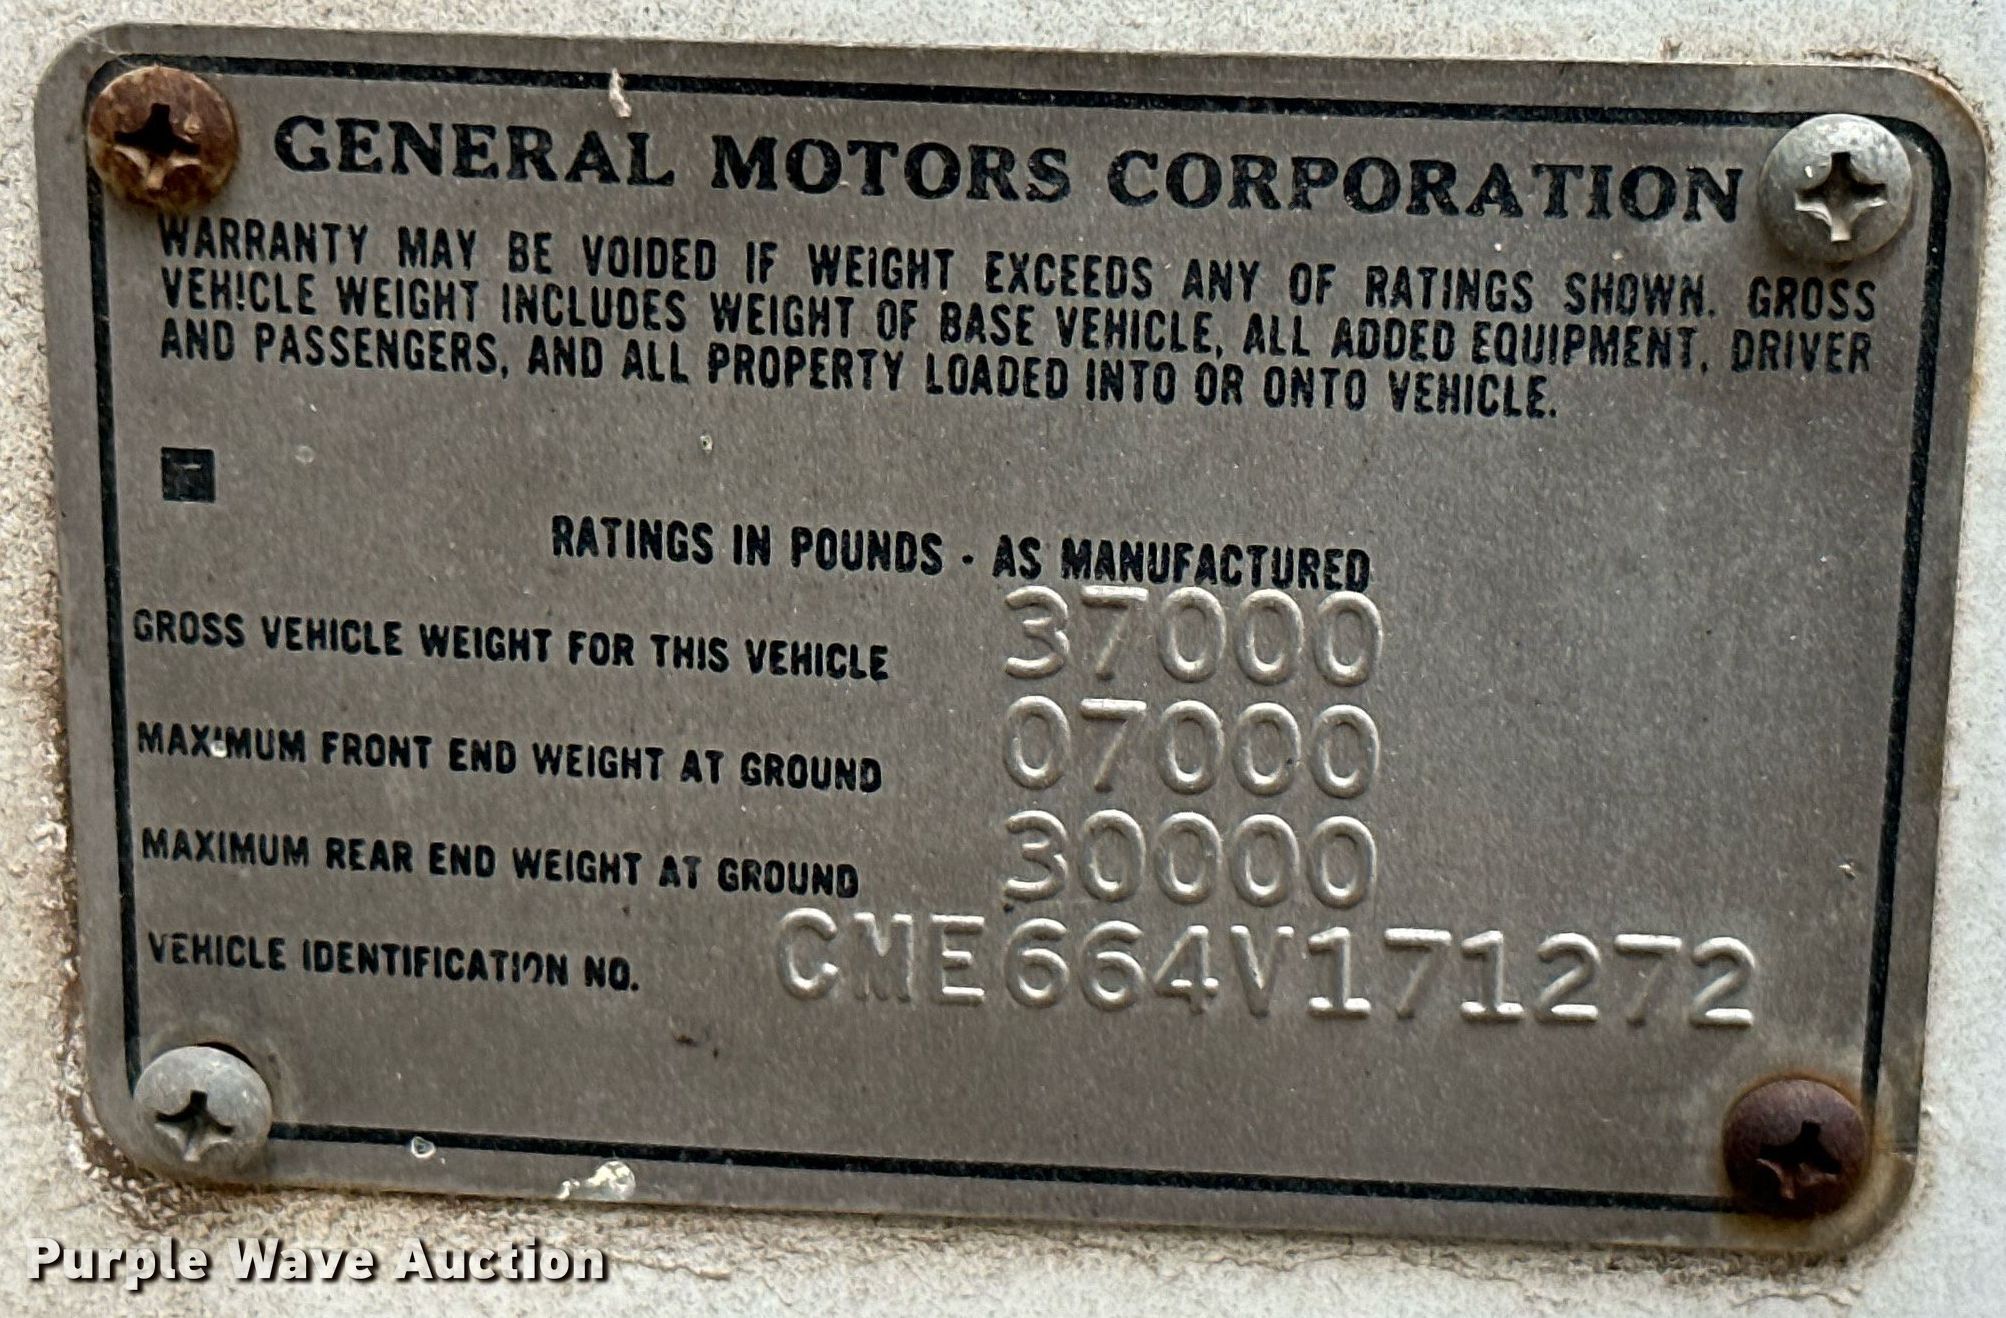 GENERAL MOTORS CORPORATION
WARRANTY MAY BE VOIDED IF WEIGHT EXCEEDS ANY OF RATINGS SHOWN. GROSS
VEHICLE WEIGHT INCLUDES WEIGHT OF BASE VEHICLE, ALL ADDED EQUIPMENT, DRIVER
AND PASSENGERS, AND ALL PROPERTY LOADED INTO OR ONTO VEHICLE.
RATINGS IN POUNDS - AS MANUFACTURED
GROSS VEHICLE WEIGHT FOR THIS VEHICLE 37000
MAXIMUM FRONT END WEIGHT AT GROUND 07000
MAXIMUM REAR END WEIGHT AT GROUND 30000
VEHICLE IDENTIFICATION NO. CME664V171272
Purple Wave Auction